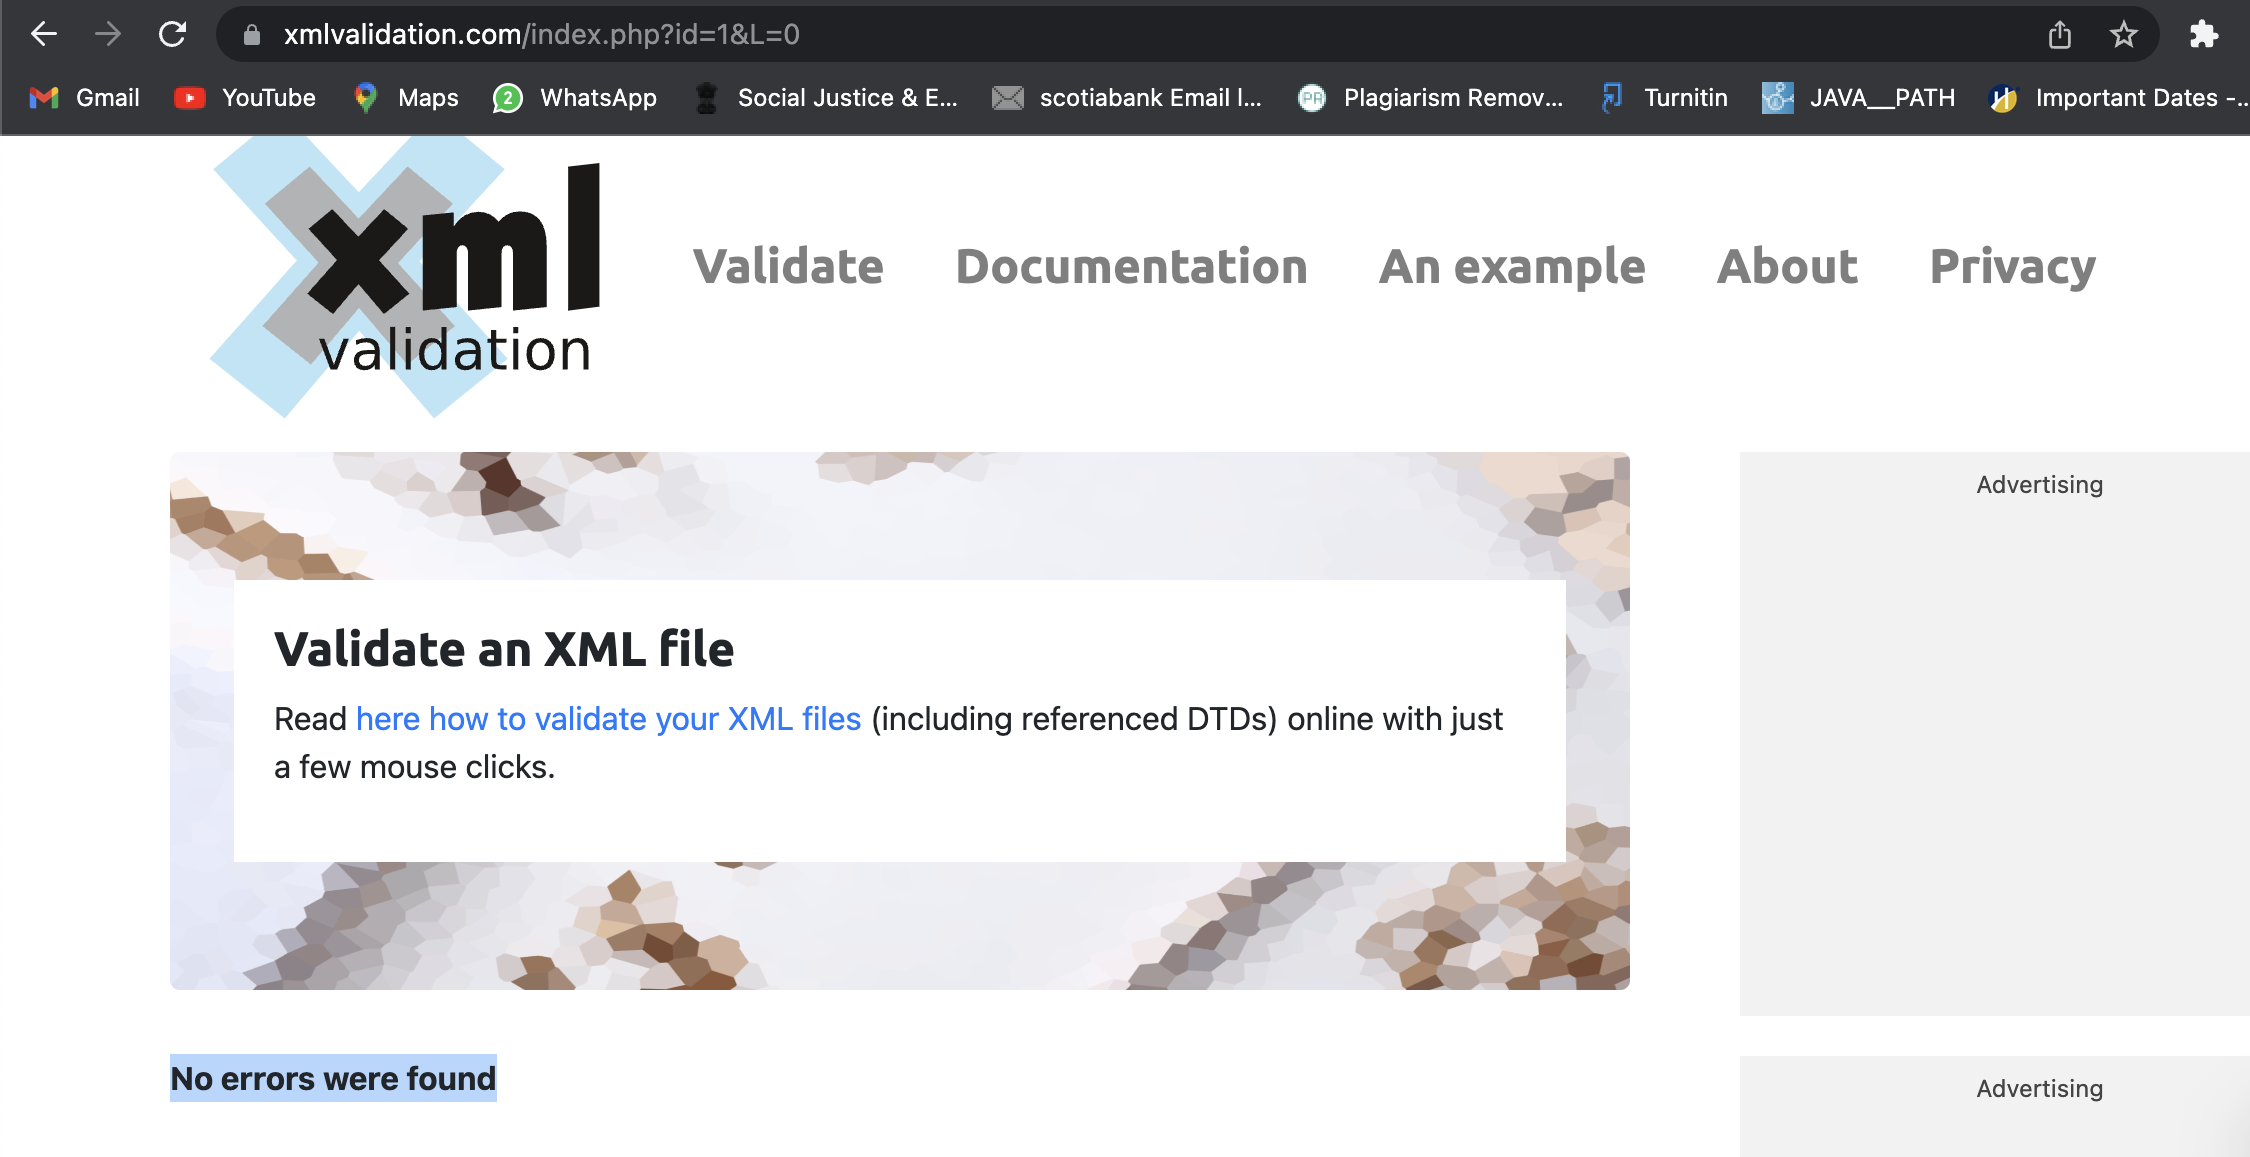 xmlvalidation.com/index.php?id=1&L=0
Gmail YouTube Maps 2 WhatsApp Social Justice & E... scotiabank Email I... PR Plagiarism Remov... Turnitin JAVA__PATH Important Dates -...
xml
validation
Validate Documentation An example About Privacy
Advertising
Validate an XML file
Read here how to validate your XML files (including referenced DTDs) online with just
a few mouse clicks.
No errors were found
Advertising